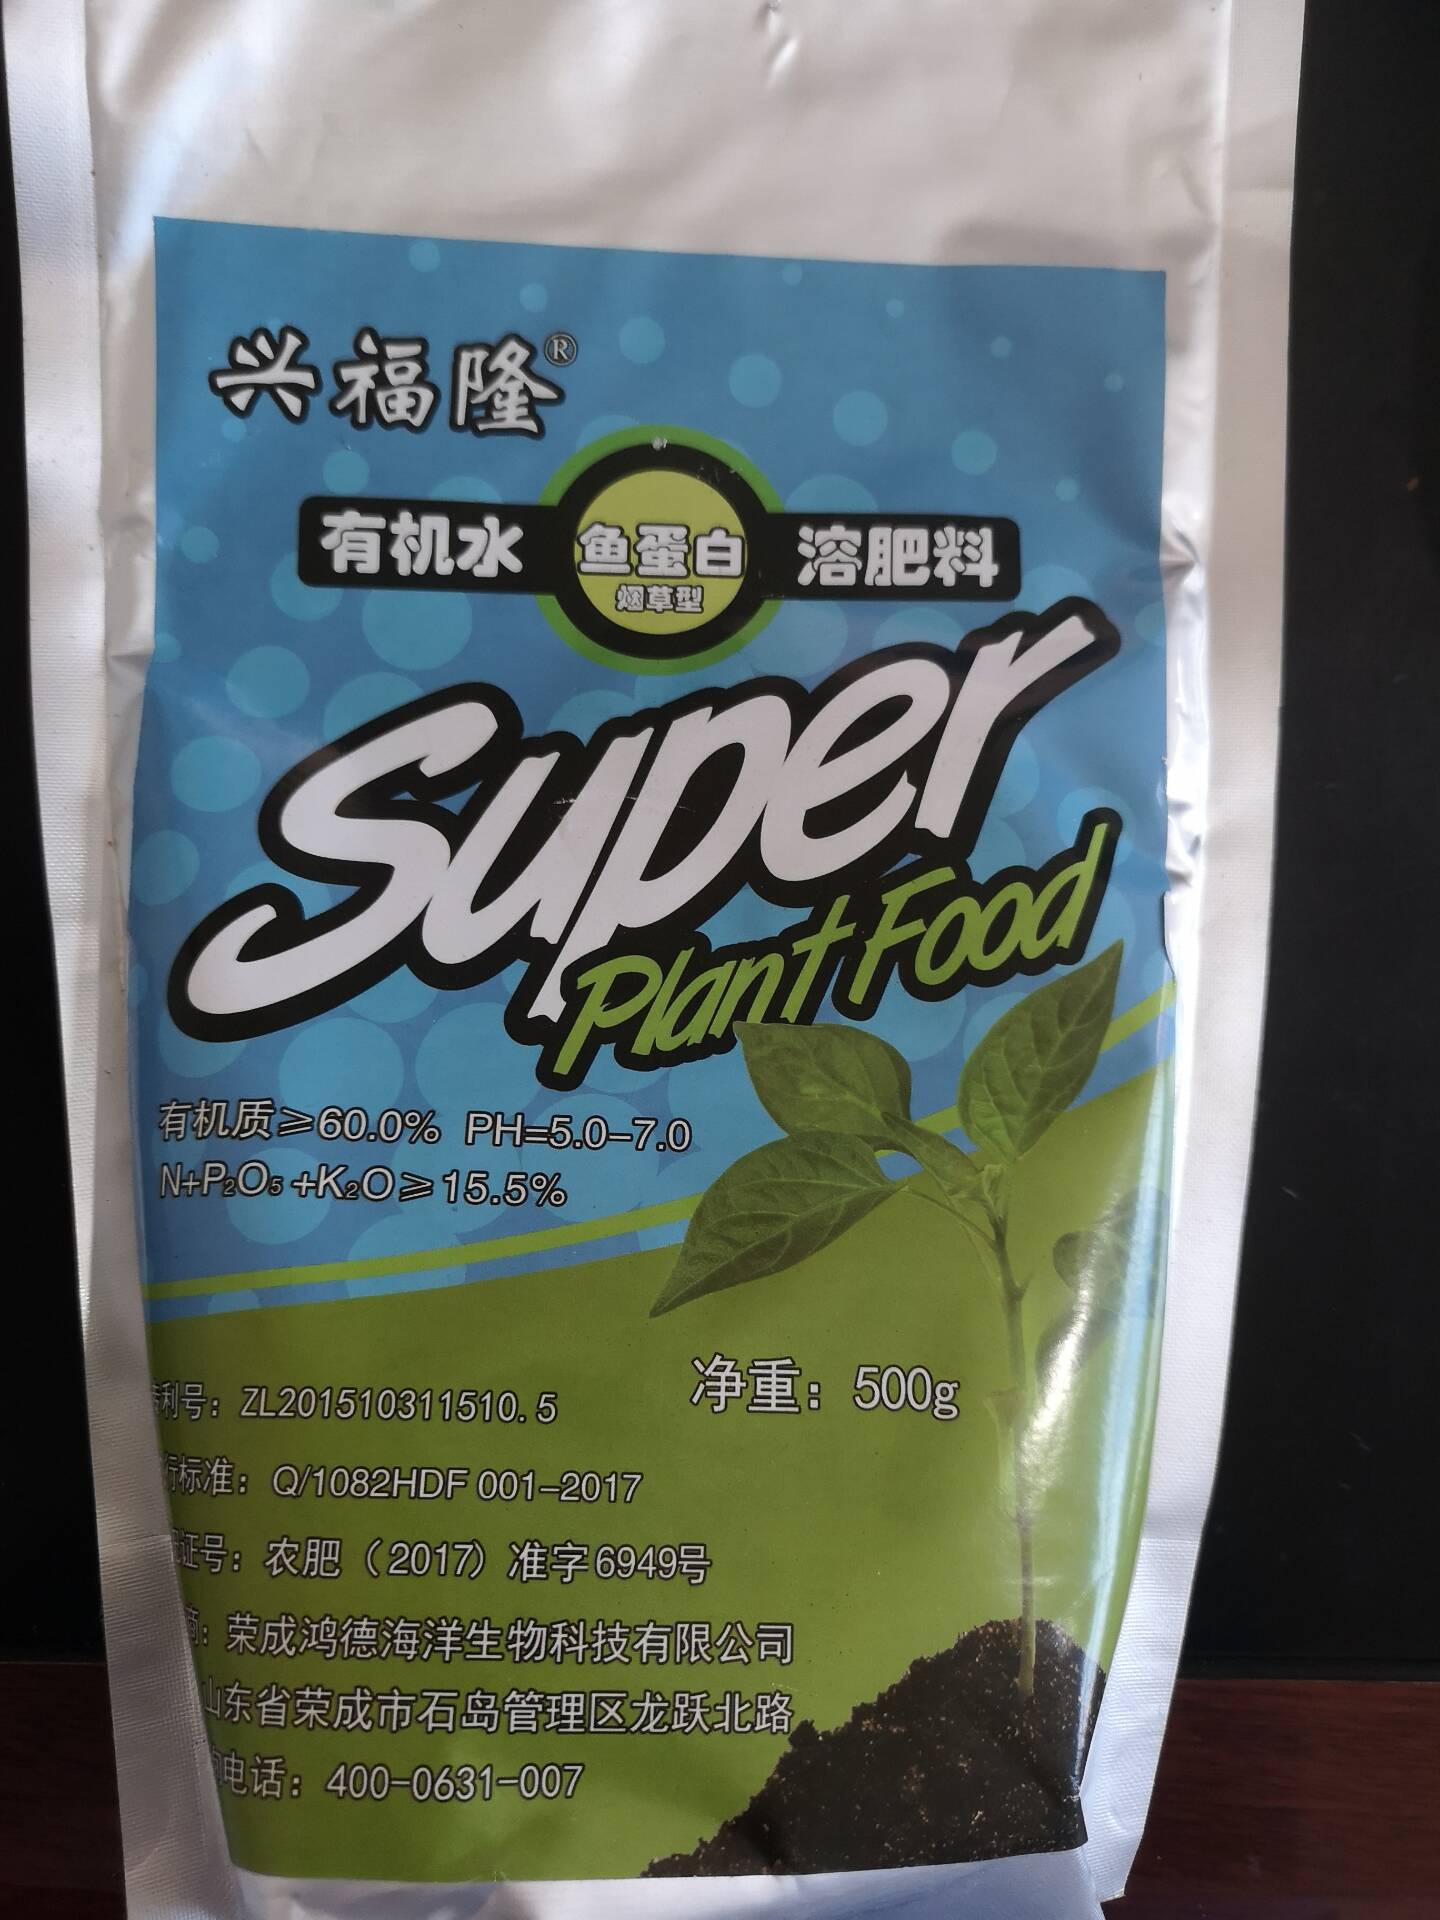 兴福隆®
有机水 鱼蛋白 溶肥料
烟草型
Super
Plant Food
有机质≥60.0% PH=5.0-7.0
N+P₂O₅+K₂O≥15.5%
净重：500g
利号：ZL201510311510.5
行标准：Q/1082HDF 001-2017
证号：农肥（2017）准字6949号
荣成鸿德海洋生物科技有限公司
山东省荣成市石岛管理区龙跃北路
电话：400-0631-007